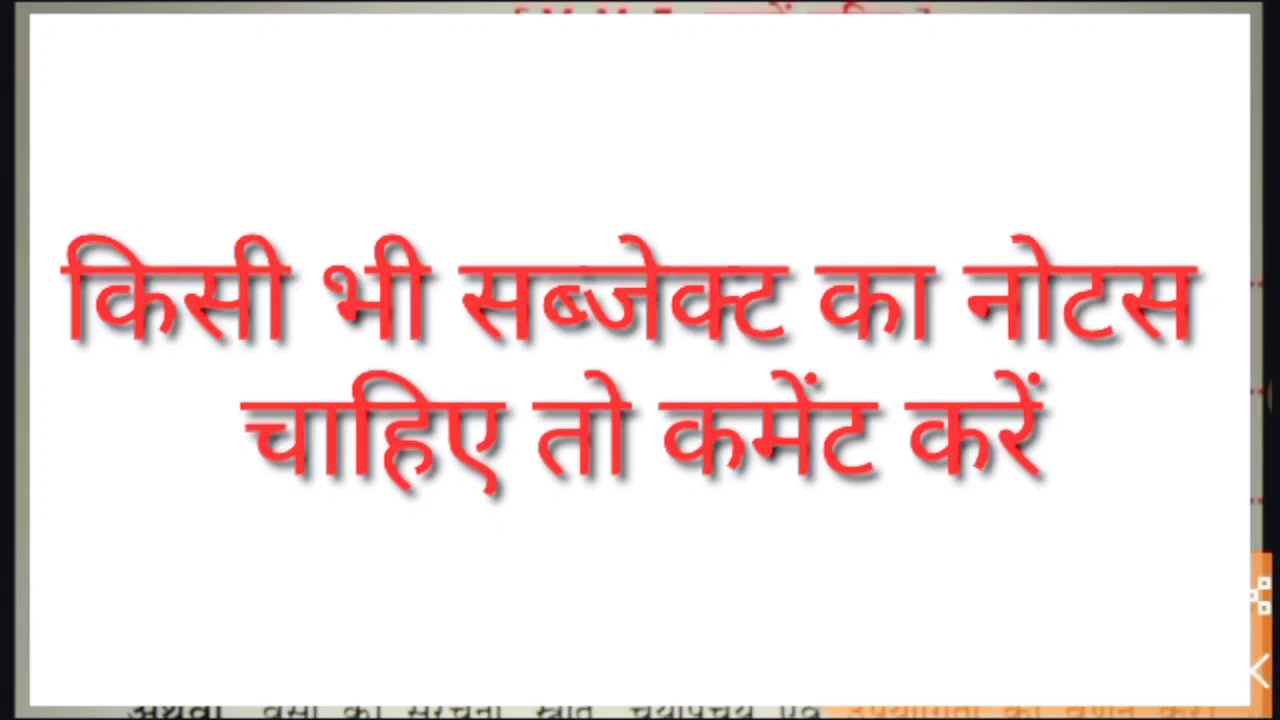 किसी भी सब्जेक्ट का नोटस
चाहिए तो कमेंट करें